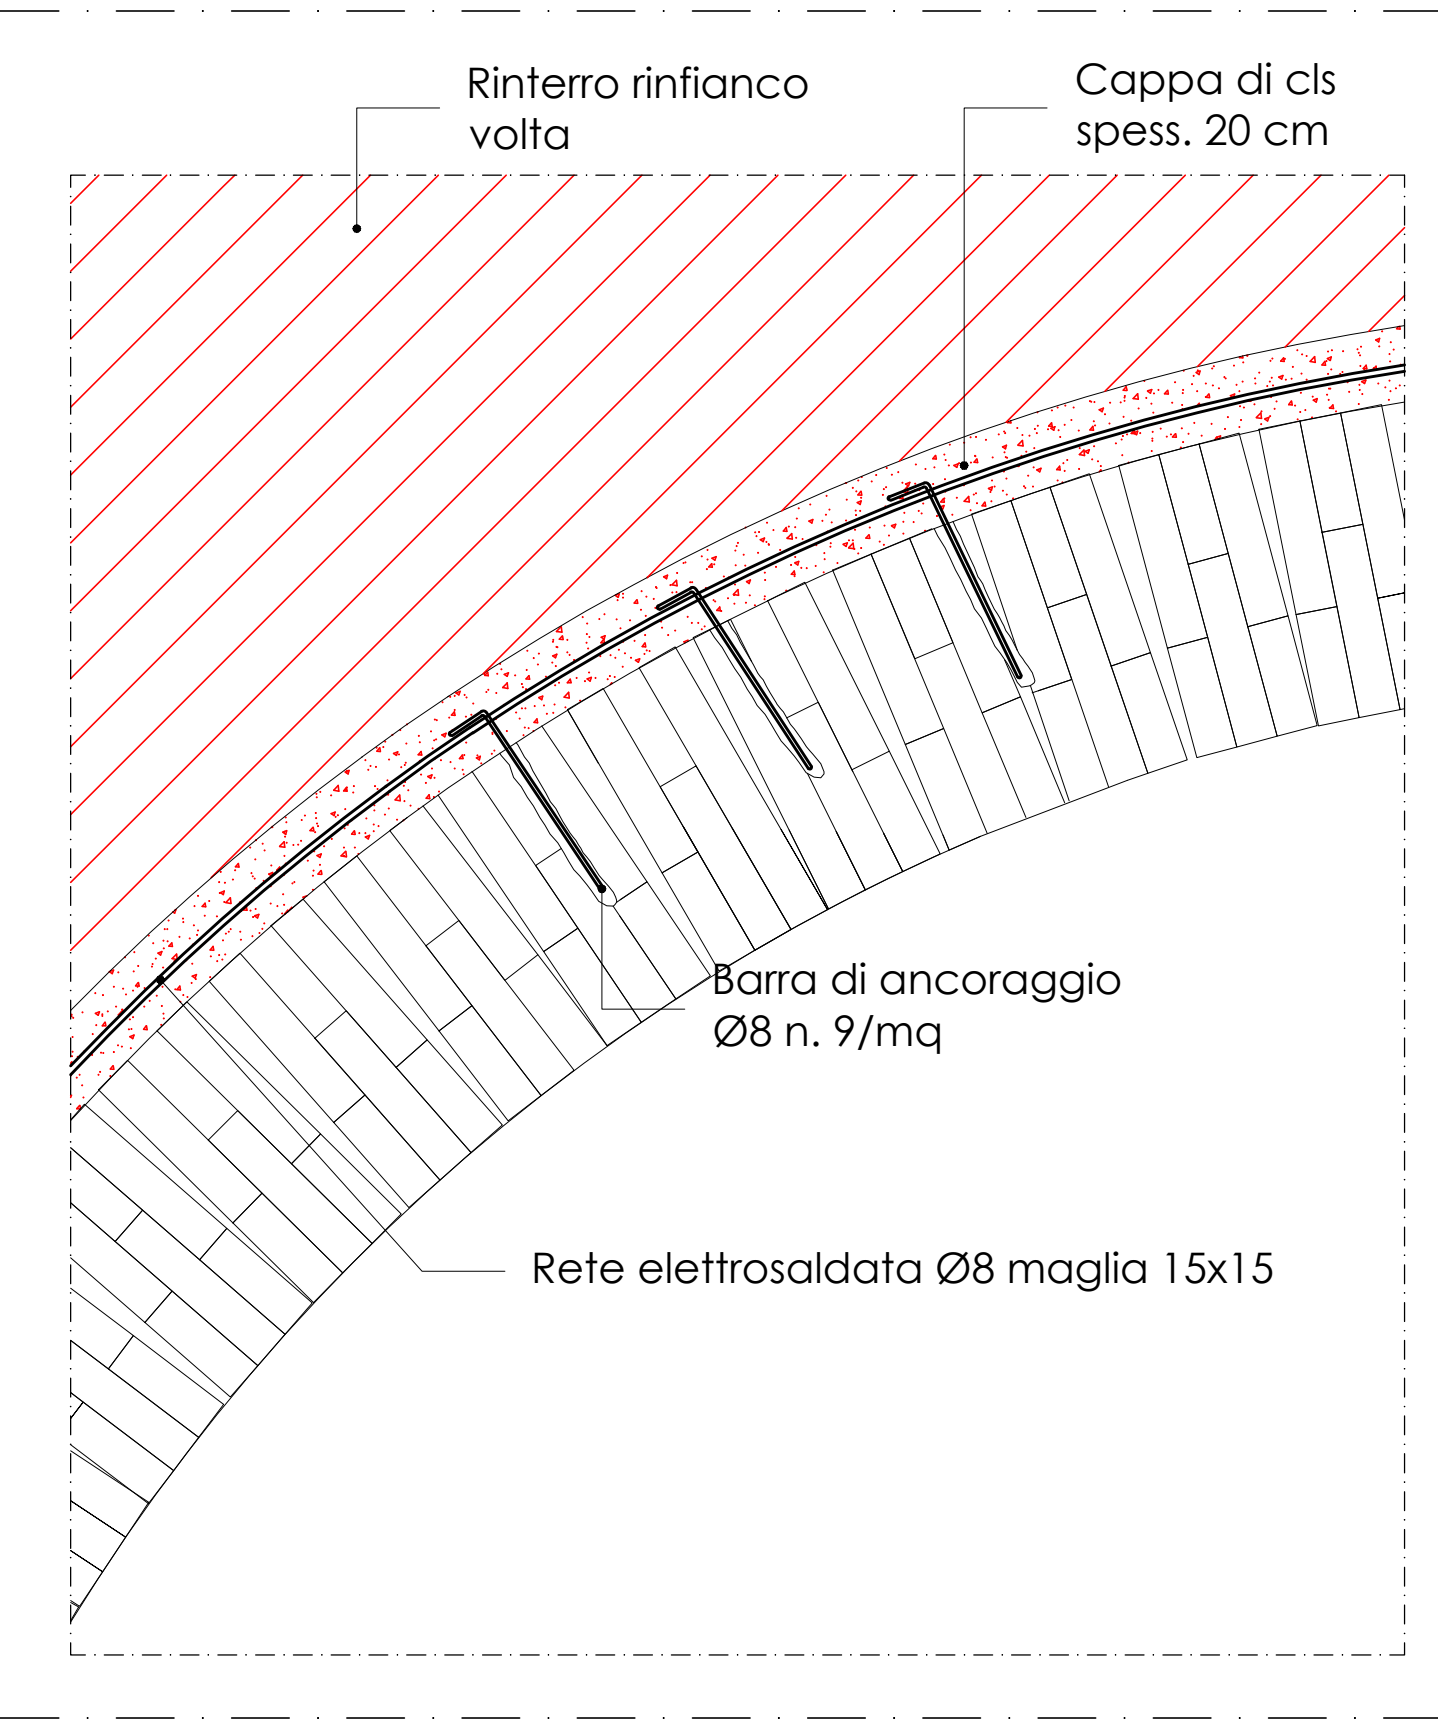 Rinterro rinfianco
volta
Cappa di cls
spess. 20 cm
Barra di ancoraggio
Ø8 n. 9/mq
Rete elettrosaldata Ø8 maglia 15x15